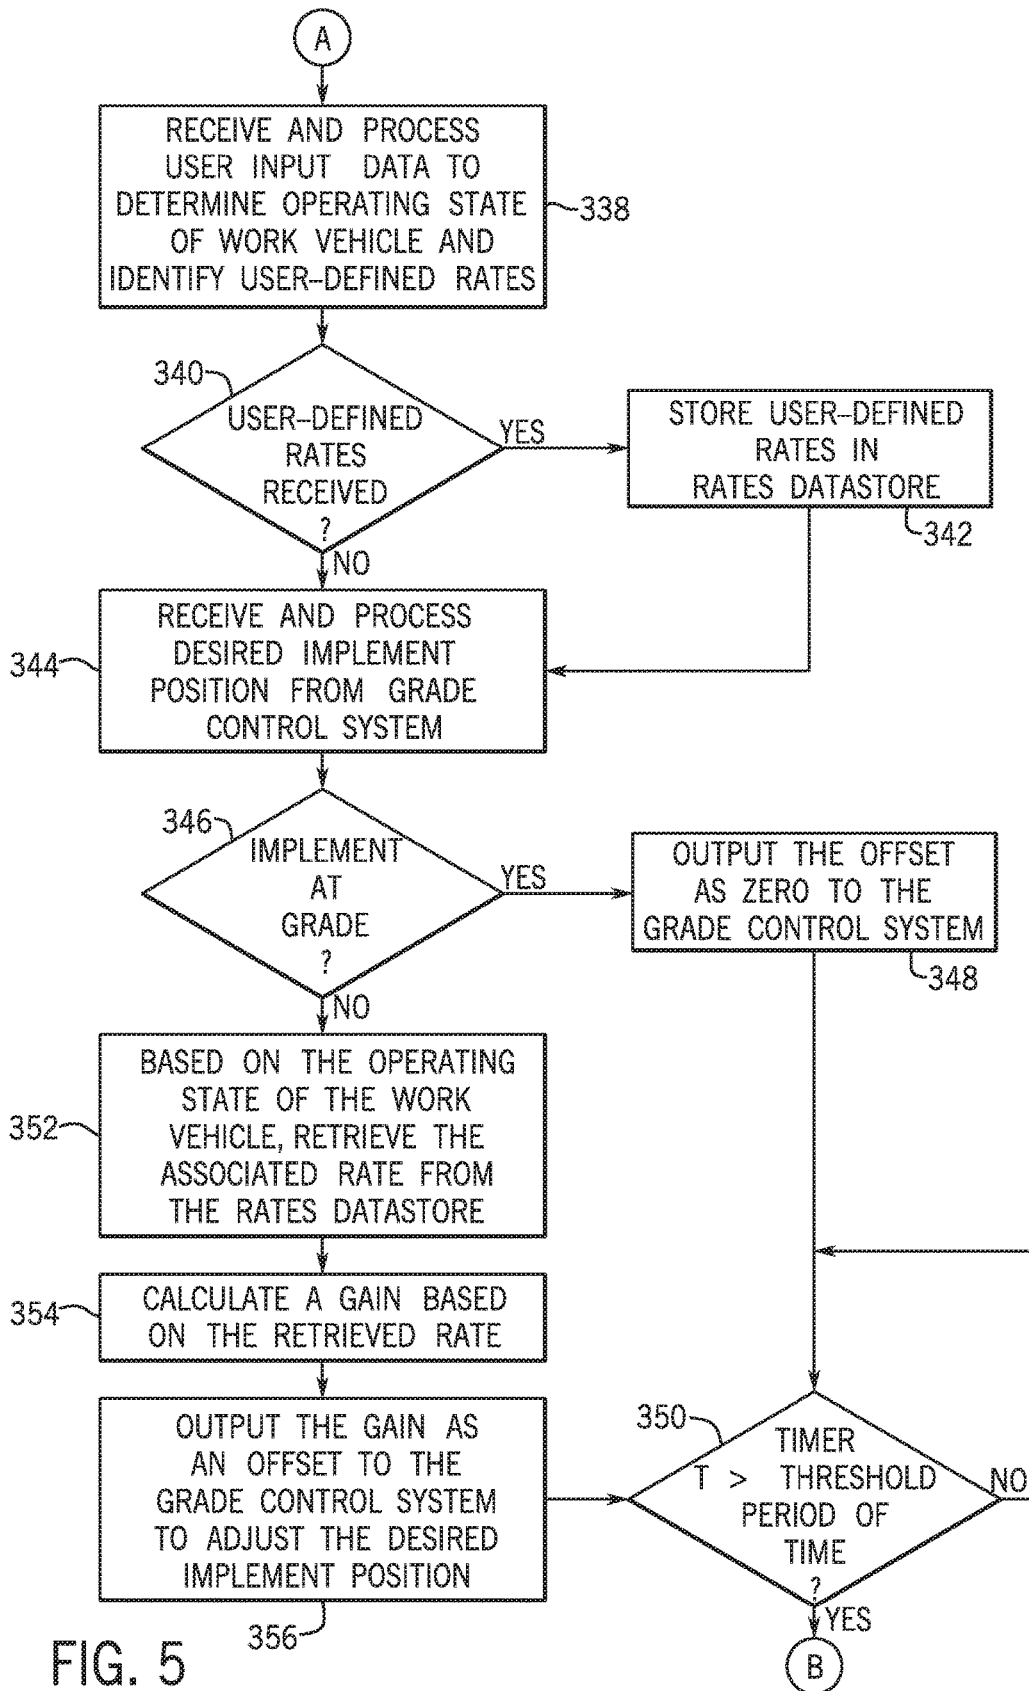 A
RECEIVE AND PROCESS
USER INPUT DATA TO
DETERMINE OPERATING STATE
OF WORK VEHICLE AND
IDENTIFY USER-DEFINED RATES
338
340
USER-DEFINED
RATES
RECEIVED
?
YES
NO
STORE USER-DEFINED
RATES IN
RATES DATASTORE
342
344
RECEIVE AND PROCESS
DESIRED IMPLEMENT
POSITION FROM GRADE
CONTROL SYSTEM
346
IMPLEMENT
AT
GRADE
?
YES
NO
OUTPUT THE OFFSET
AS ZERO TO THE
GRADE CONTROL SYSTEM
348
352
BASED ON THE OPERATING
STATE OF THE WORK
VEHICLE, RETRIEVE THE
ASSOCIATED RATE FROM
THE RATES DATASTORE
354
CALCULATE A GAIN BASED
ON THE RETRIEVED RATE
OUTPUT THE GAIN AS
AN OFFSET TO THE
GRADE CONTROL SYSTEM
TO ADJUST THE DESIRED
IMPLEMENT POSITION
356
350
TIMER
T > THRESHOLD
PERIOD OF
TIME
?
NO
YES
B
FIG. 5